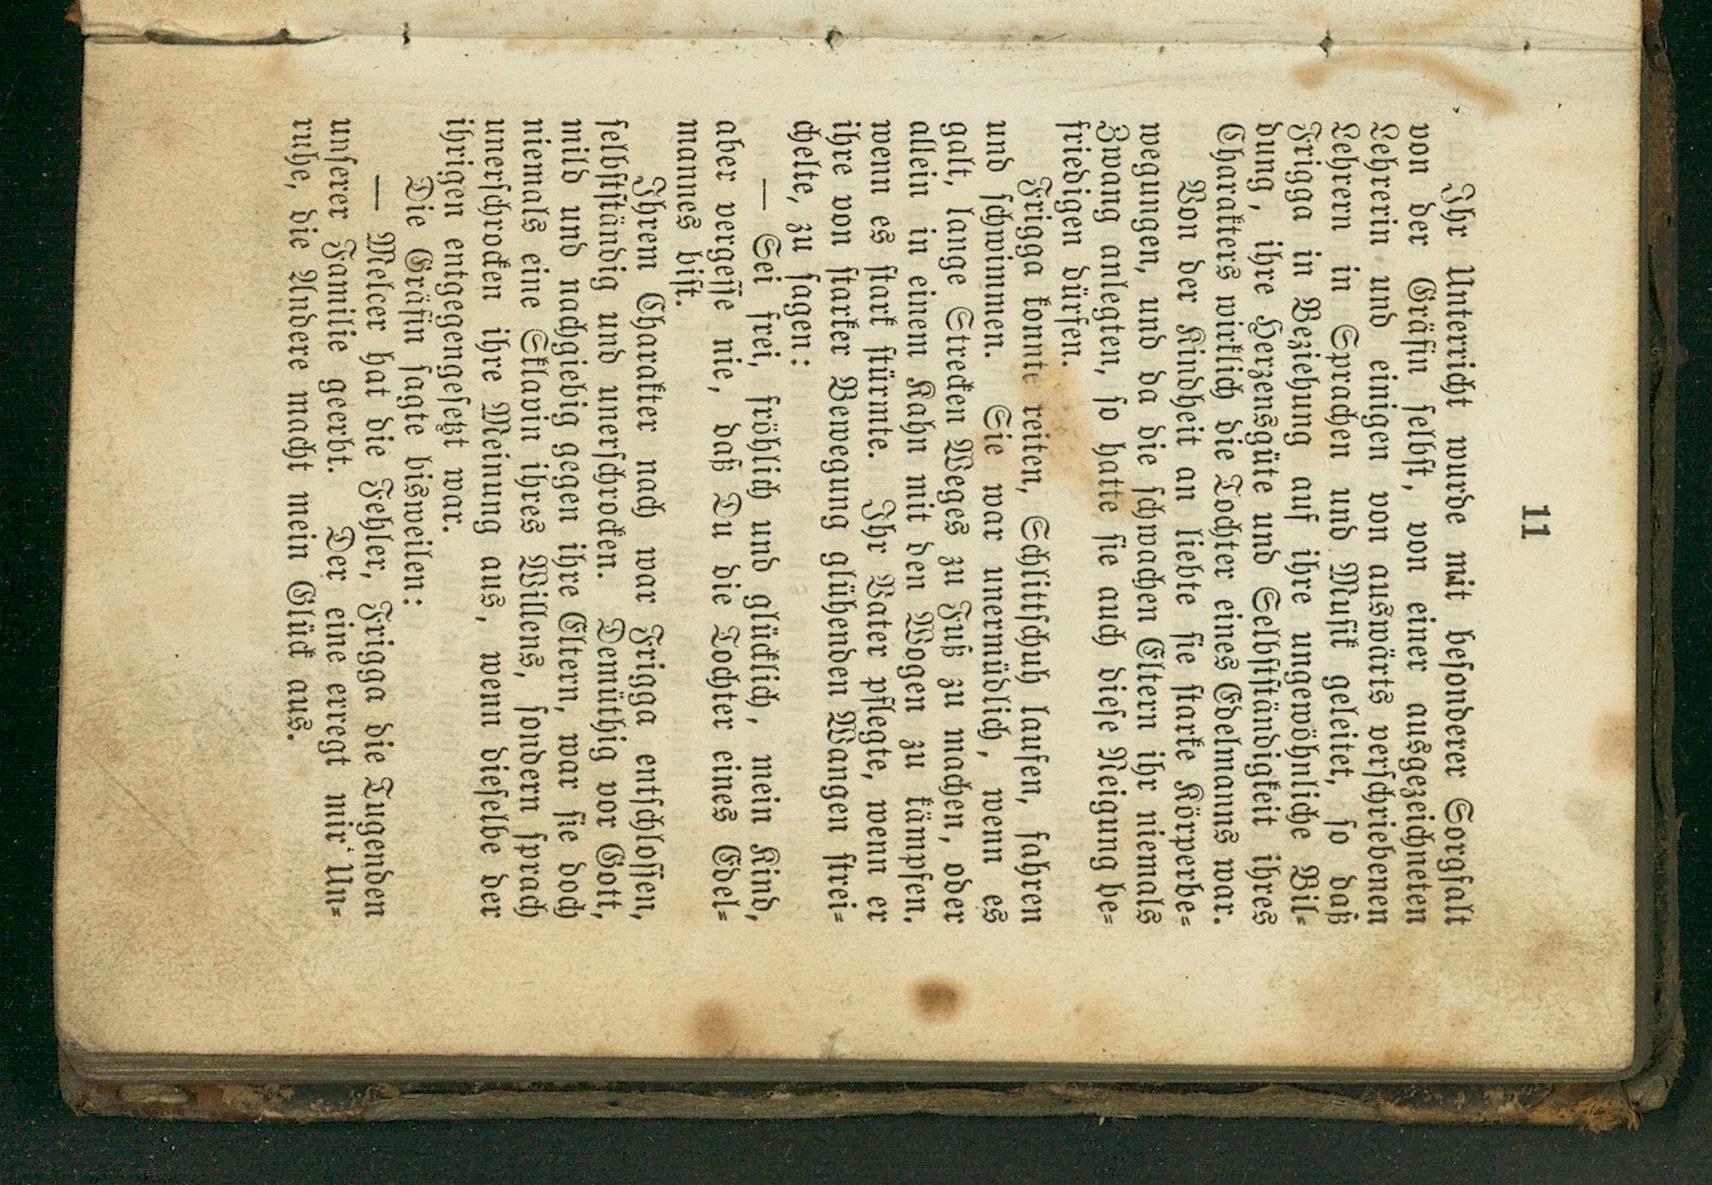 11
Ihr Unterricht wurde mit besonderer Sorgfalt
von der Gräfin selbst, von einer ausgezeichneten
Lehrerin und einigen von auswärts verschriebenen
Lehrern in Sprachen und Musik geleitet, so daß
Frigga in Beziehung auf ihre ungewöhnliche Bil-
dung, ihre Herzensgüte und Selbstständigkeit ihres
Charakters wirklich die Tochter eines Edelmanns war.
Von der Kindheit an liebte sie starke Körperbe-
wegungen, und da die schwachen Eltern ihr niemals
Zwang anlegten, so hatte sie auch diese Neigung be-
friedigen dürfen.
Frigga konnte reiten, Schlittschuh laufen, fahren
und schwimmen. Sie war unermüdlich, wenn es
galt, lange Strecken Weges zu Fuß zu machen, oder
allein in einem Kahn mit den Wogen zu kämpfen,
wenn es stark stürmte. Ihr Vater pflegte, wenn er
ihre von starker Bewegung glühenden Wangen strei-
chelte, zu sagen:
— Sei frei, fröhlich und glücklich, mein Kind,
aber vergesse nie, daß Du die Tochter eines Edel-
mannes bist.
Ihrem Charakter nach war Frigga entschlossen,
selbstständig und unerschrocken. Demüthig vor Gott,
mild und nachgiebig gegen ihre Eltern, war sie doch
niemals eine Sklavin ihres Willens, sondern sprach
unerschrocken ihre Meinung aus, wenn dieselbe der
ihrigen entgegengesetzt war.
Die Gräfin sagte bisweilen:
— Melcer hat die Fehler, Frigga die Tugenden
unserer Familie geerbt. Der eine erregt mir Un-
ruhe, die Andere macht mein Glück aus.